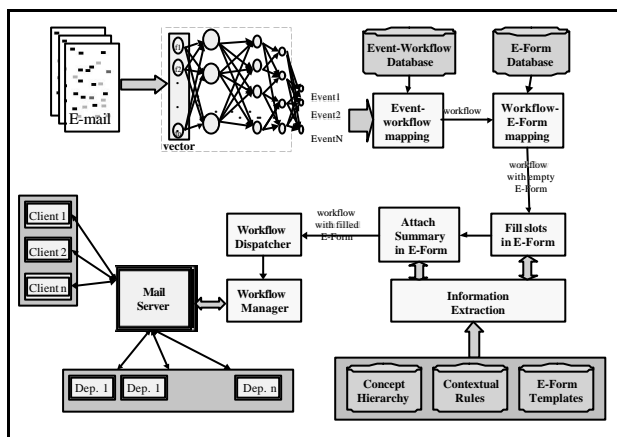 E-mail
f1
f2
vector
Event1
Event2
EventN
Event-Workflow
Database
E-Form
Database
Event-
workflow
mapping
workflow
Workflow-
E-Form
mapping
workflow
with empty
E-Form
Client 1
Client 2
Client n
Mail
Server
Workflow
Dispatcher
Workflow
Manager
workflow
with filled
E-Form
Attach
Summary
in E-Form
Fill slots
in E-Form
Information
Extraction
Dep. 1
Dep. 1
Dep. n
Concept
Hierarchy
Contextual
Rules
E-Form
Templates